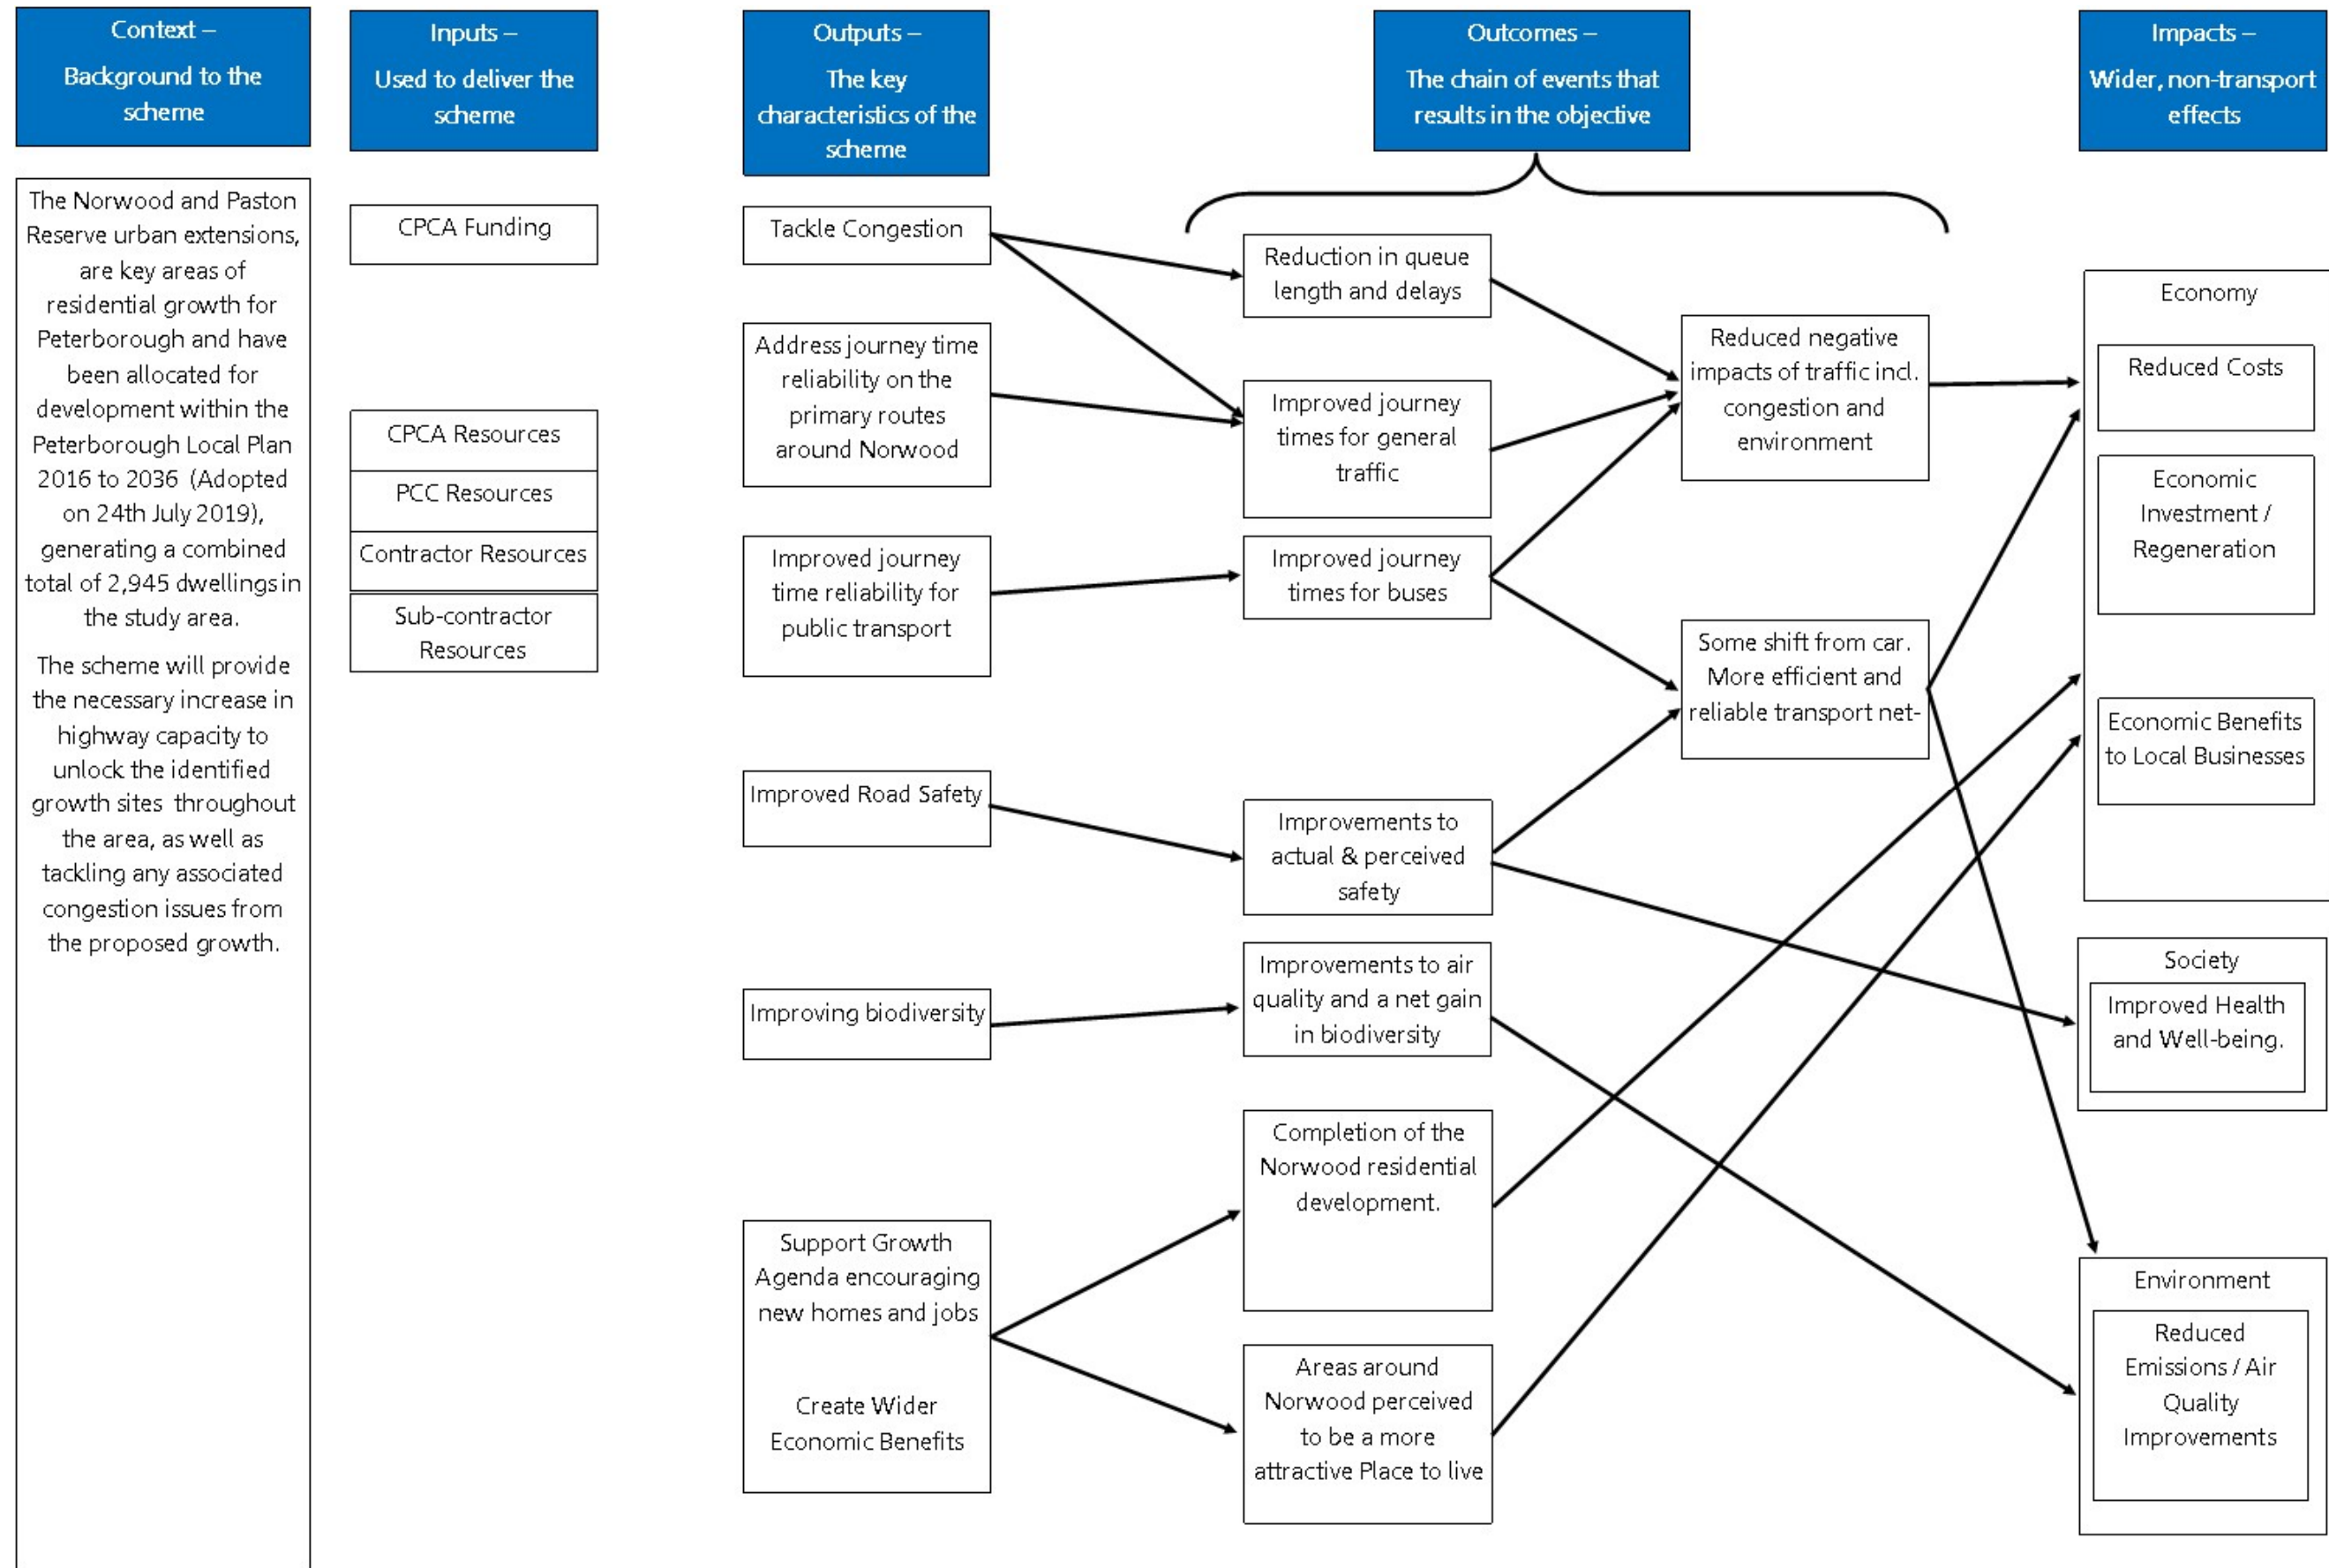 Context –
Background to the
scheme
The Norwood and Paston
Reserve urban extensions,
are key areas of
residential growth for
Peterborough and have
been allocated for
development within the
Peterborough Local Plan
2016 to 2036 (Adopted
on 24th July 2019),
generating a combined
total of 2,945 dwellings in
the study area.
The scheme will provide
the necessary increase in
highway capacity to
unlock the identified
growth sites throughout
the area, as well as
tackling any associated
congestion issues from
the proposed growth.
Inputs –
Used to deliver the
scheme
CPCA Funding
CPCA Resources
PCC Resources
Contractor Resources
Sub-contractor
Resources
Outputs –
The key
characteristics of the
scheme
Tackle Congestion
Address journey time
reliability on the
primary routes
around Norwood
Improved journey
time reliability for
public transport
Improved Road Safety
Improving biodiversity
Support Growth
Agenda encouraging
new homes and jobs
Create Wider
Economic Benefits
Outcomes –
The chain of events that
results in the objective
Reduction in queue
length and delays
Improved journey
times for general
traffic
Improved journey
times for buses
Improvements to
actual & perceived
safety
Improvements to air
quality and a net gain
in biodiversity
Completion of the
Norwood residential
development.
Areas around
Norwood perceived
to be a more
attractive Place to live
Reduced negative
impacts of traffic incl.
congestion and
environment
Some shift from car.
More efficient and
reliable transport net-
Impacts –
Wider, non-transport
effects
Economy
Reduced Costs
Economic
Investment /
Regeneration
Economic Benefits
to Local Businesses
Society
Improved Health
and Well-being.
Environment
Reduced
Emissions / Air
Quality
Improvements